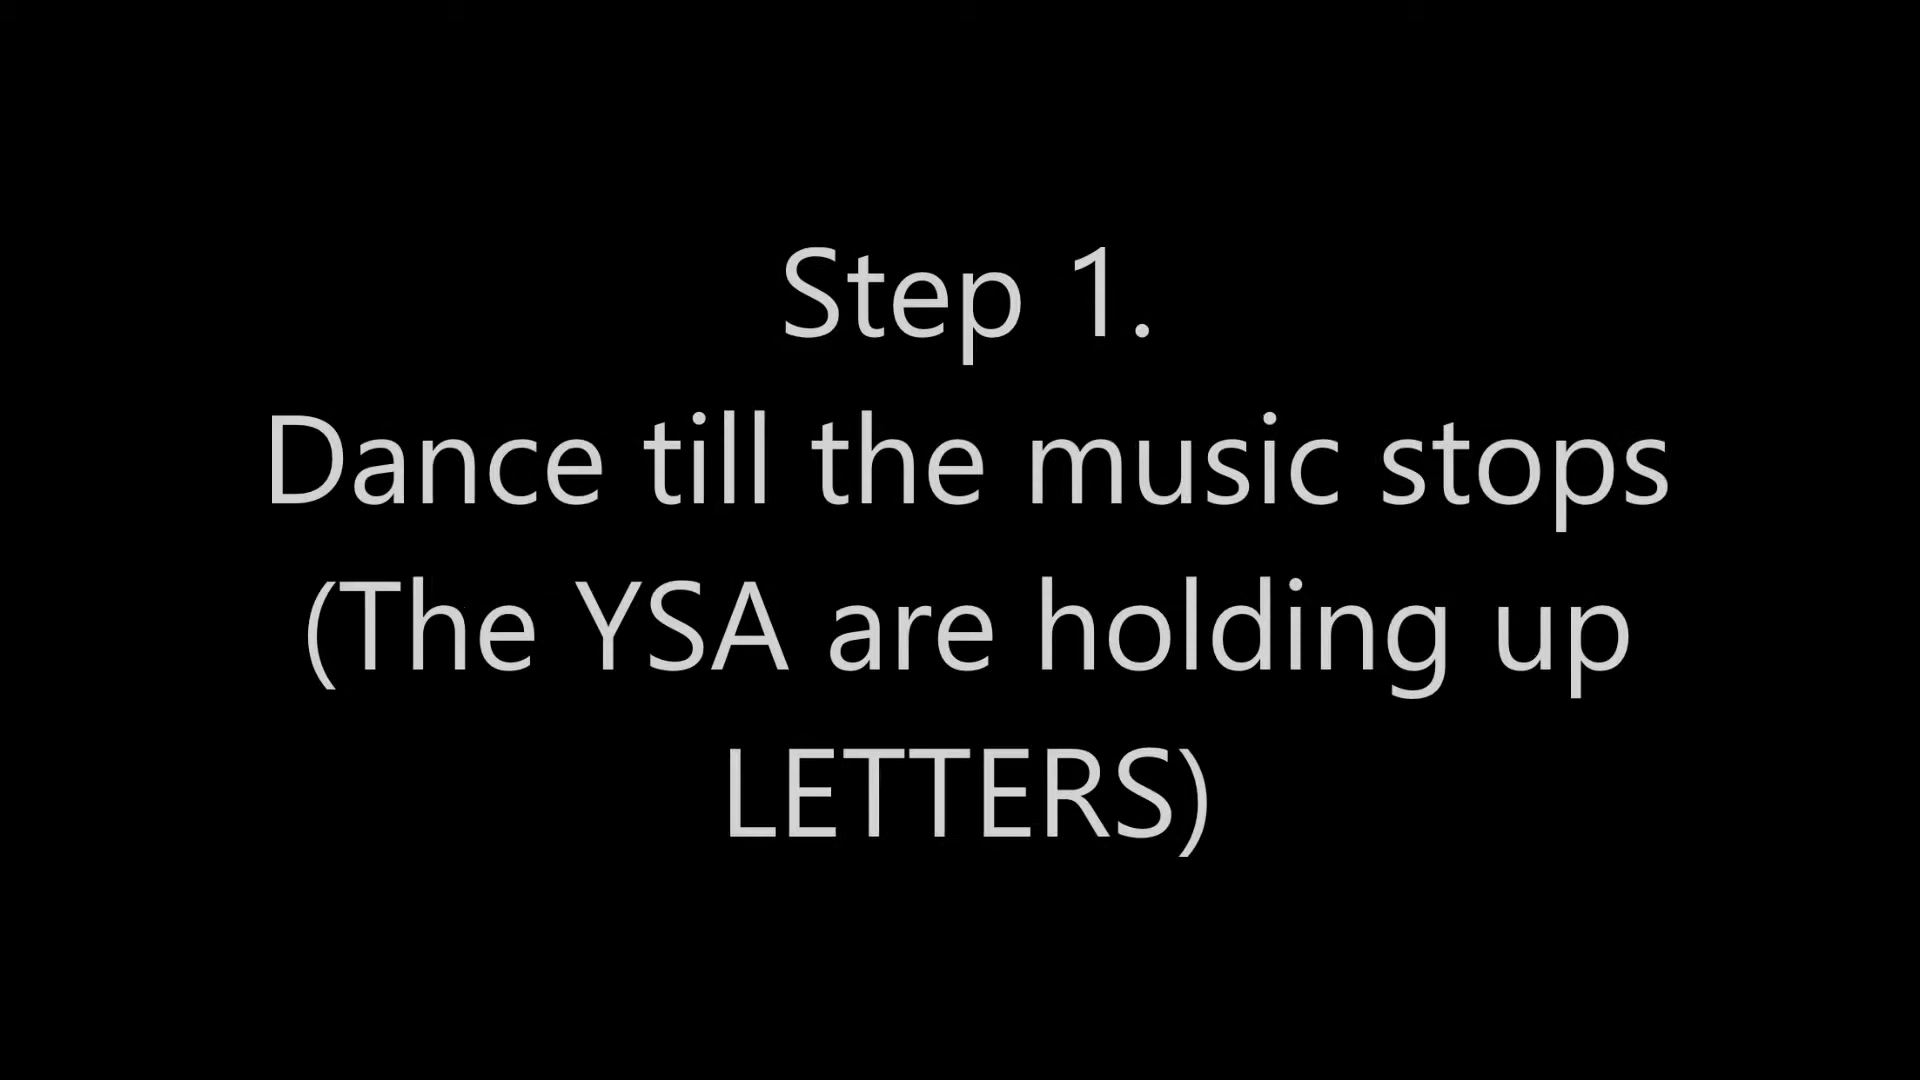 Step 1.
Dance till the music stops
(The YSA are holding up
LETTERS)